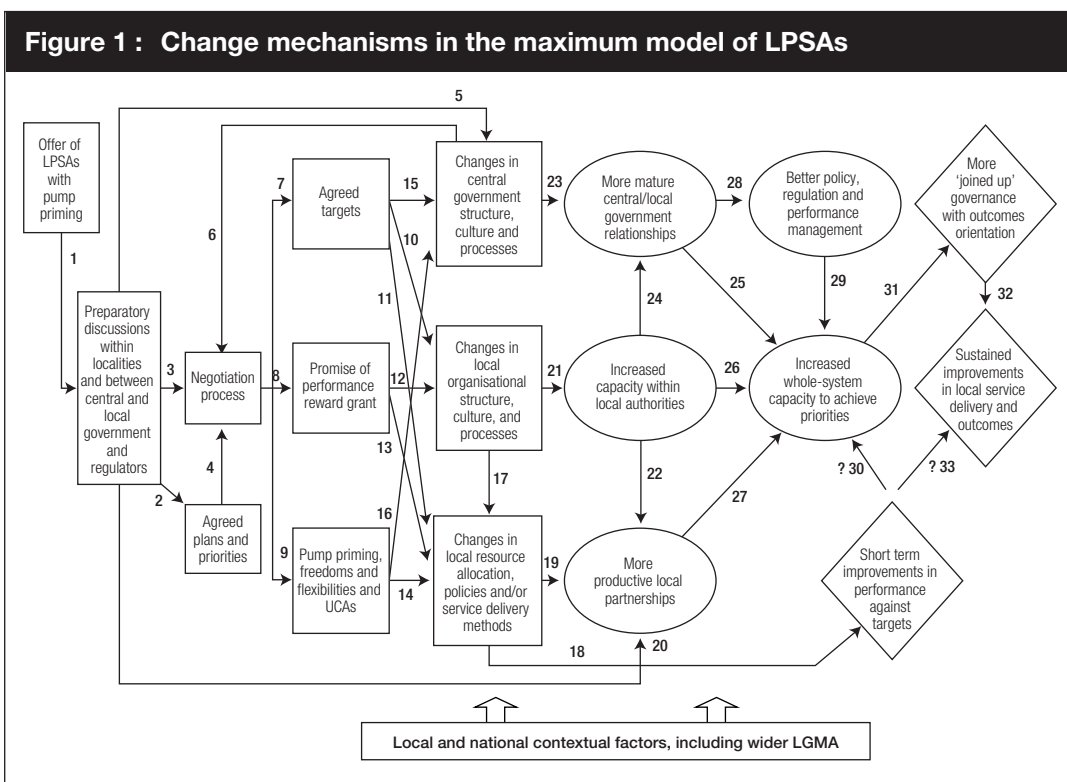 Figure 1 : Change mechanisms in the maximum model of LPSAs
Offer of
LPSAs
with
pump
priming
1
Preparatory
discussions
within
localities
and between
central and
local
government
and
regulators
2
3
4
5
6
Negotiation
process
Agreed
plans and
priorities
7
8
9
Agreed
targets
Promise of
performance
reward grant
Pump priming,
freedoms and
flexibilities and
UCAs
15
10
11
12
13
16
14
Changes in
central
government
structure,
culture and
processes
Changes in
local
organisational
structure,
culture, and
processes
17
Changes in
local resource
allocation,
policies and/or
service delivery
methods
23
21
19
18
20
More mature
central/local
government
relationships
24
Increased
capacity within
local authorities
22
More
productive local
partnerships
28
25
26
27
Better policy,
regulation and
performance
management
29
Increased
whole-system
capacity to achieve
priorities
31
? 30
? 33
More
‘joined up’
governance
with outcomes
orientation
32
Sustained
improvements
in local service
delivery and
outcomes
Short term
improvements in
performance
against
targets
Local and national contextual factors, including wider LGMA